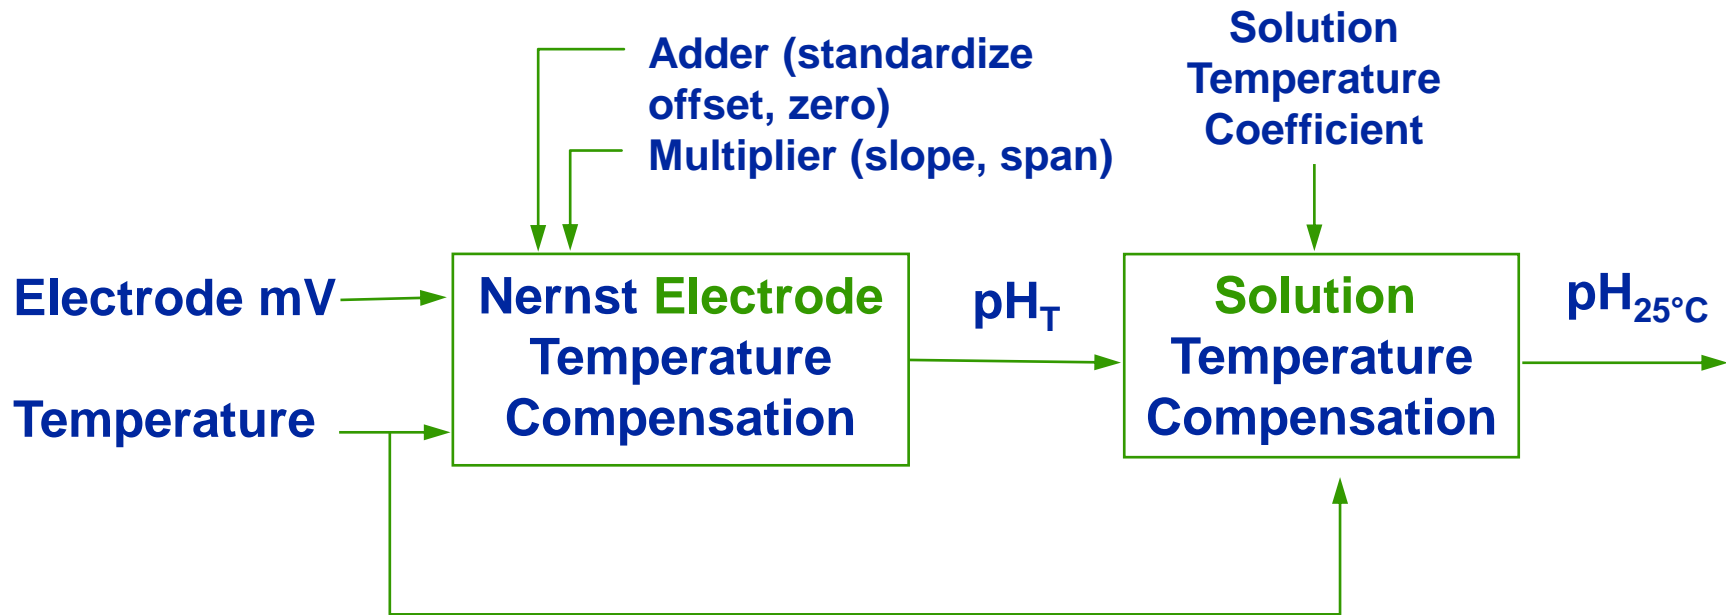 Adder (standardize
offset, zero)
Multiplier (slope, span)
Solution
Temperature
Coefficient
Electrode mV
Temperature
Nernst Electrode
Temperature
Compensation
pHT
Solution
Temperature
Compensation
pH25°C